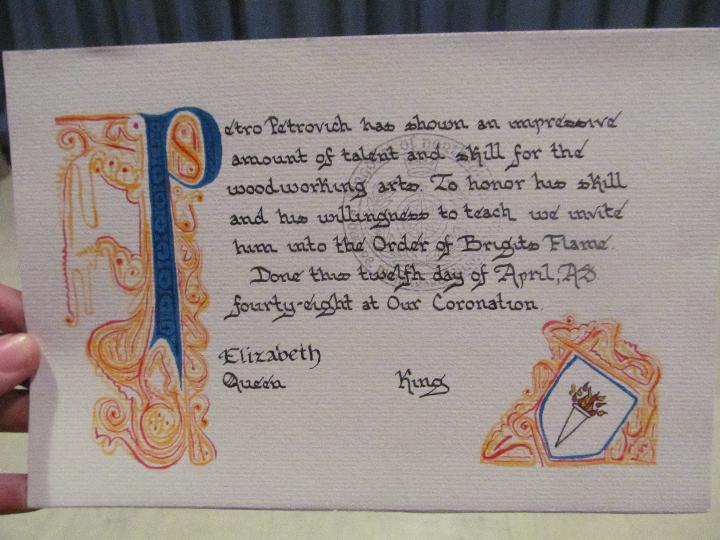 Petro Petrovich has shown an impressive
amount of talent and skill for the
woodworking arts. To honor his skill
and his willingness to teach we invite
him into the Order of Brigits Flame.
Done this twelfh day of April, AS
fourty-eight at Our Coronation
Elizabeth
Queen King